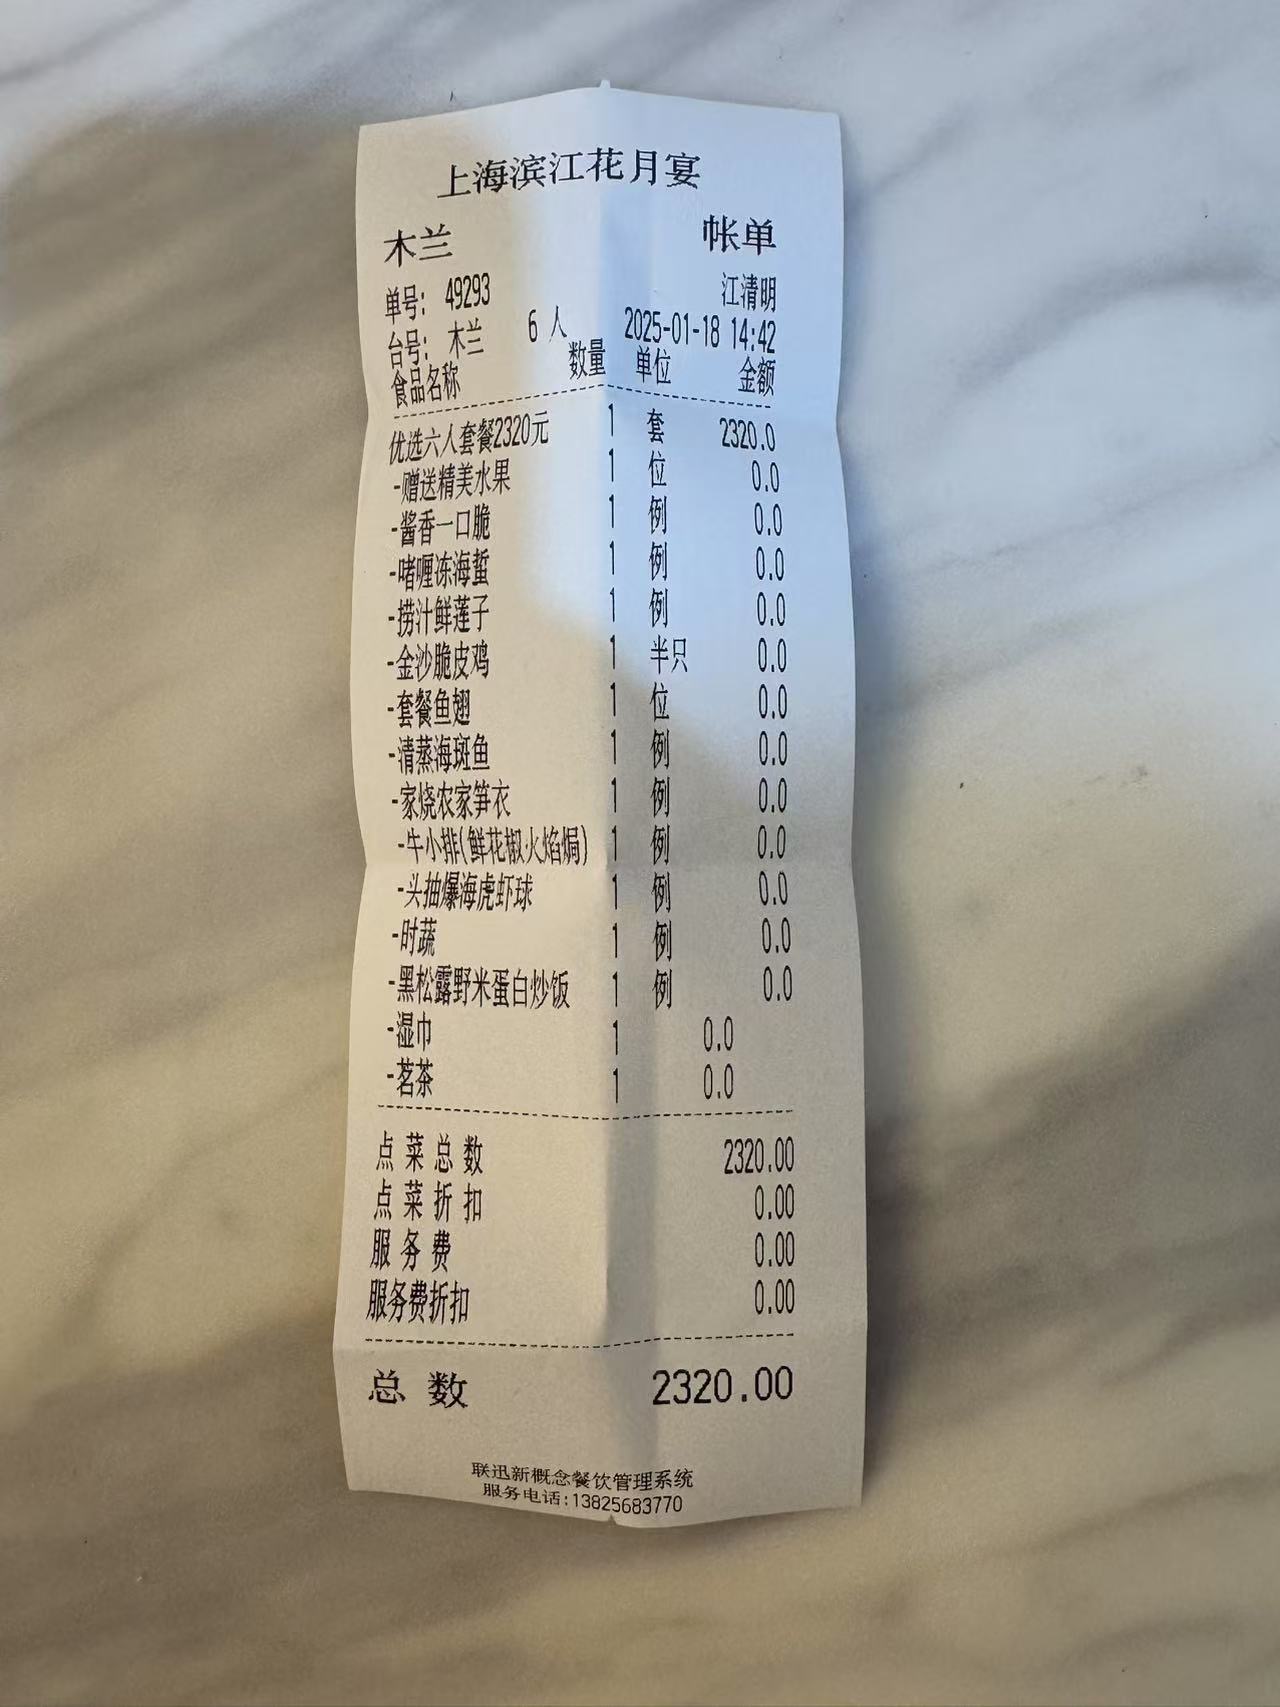 上海滨江花月宴
木兰 帐单
单号: 49293 江清明
台号: 木兰 6 人 2025-01-18 14:42
食品名称 数量 单位 金额
优选六人套餐2320元 1 套 2320.0
-赠送精美水果 1 位 0.0
-酱香一口脆 1 例 0.0
-啫喱冻海蜇 1 例 0.0
-捞汁鲜莲子 1 例 0.0
-金沙脆皮鸡 1 半只 0.0
-套餐鱼翅 1 位 0.0
-清蒸海斑鱼 1 例 0.0
-家烧农家笋衣 1 例 0.0
-牛小排(鲜花椒火焰焗) 1 例 0.0
-头抽爆海虎虾球 1 例 0.0
-时蔬 1 例 0.0
-黑松露野米蛋白炒饭 1 例 0.0
-湿巾 1 0.0
-茗茶 1 0.0
点菜总数 2320.00
点菜折扣 0.00
服务费 0.00
服务费折扣 0.00
总数 2320.00
联迅新概念餐饮管理系统
服务电话:13825683770